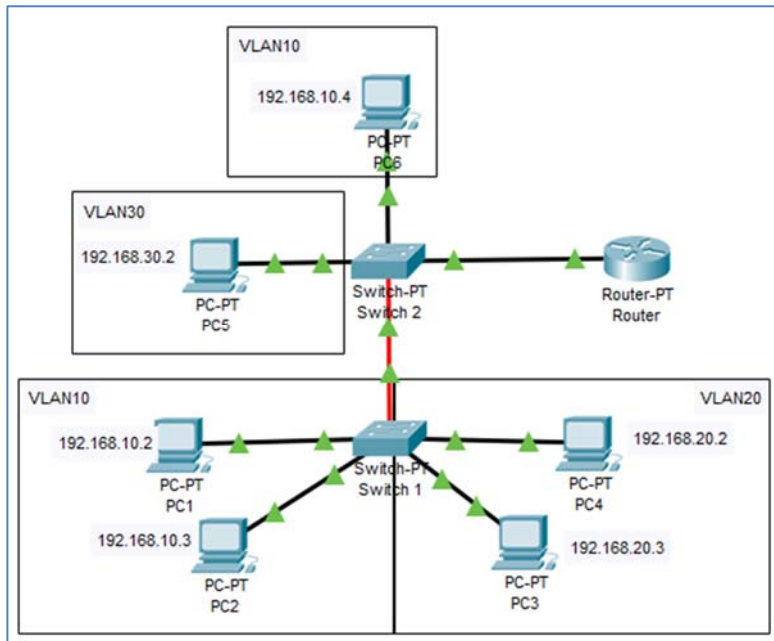 VLAN10
192.168.10.4
PC-PT
PC6
VLAN30
192.168.30.2
PC-PT
PC5
Switch-PT
Switch 2
Router-PT
Router
VLAN10
VLAN20
192.168.10.2
PC-PT
PC1
Switch-PT
Switch 1
192.168.20.2
PC-PT
PC4
192.168.10.3
PC-PT
PC2
192.168.20.3
PC-PT
PC3